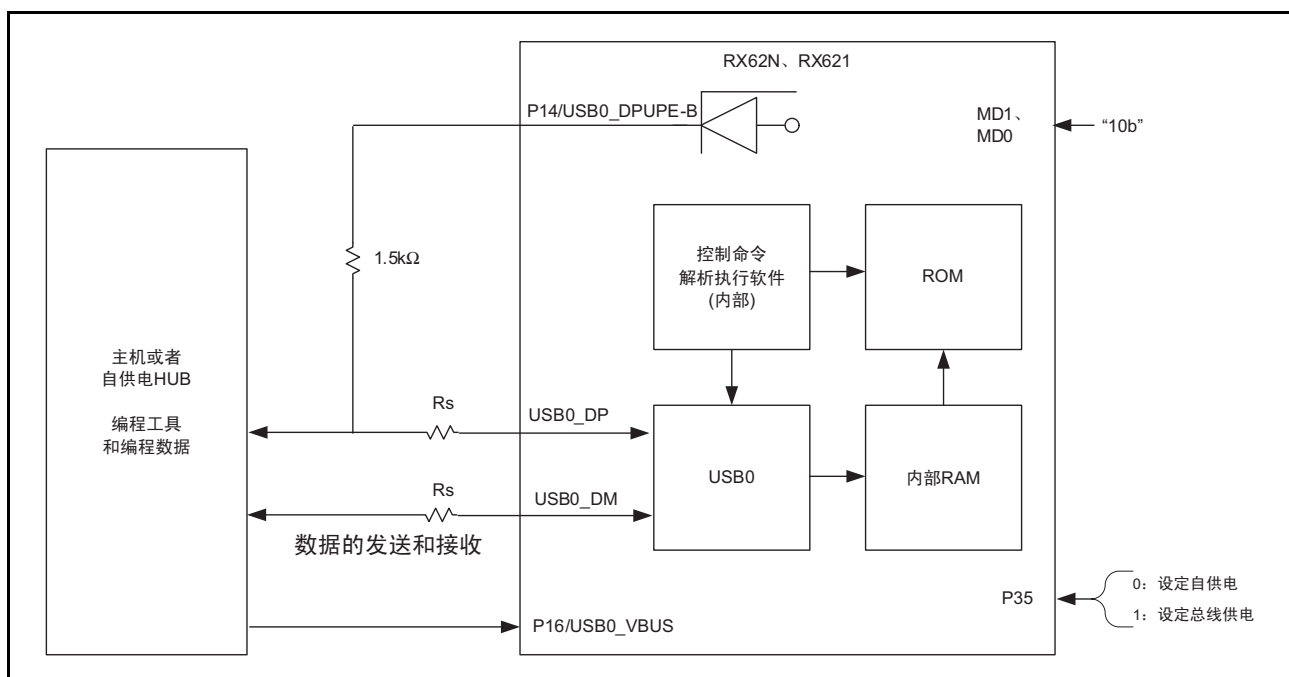 RX62N、RX621
P14/USB0_DPUPE-B
MD1、
MD0
“10b”
1.5kΩ
控制命令
解析执行软件
(内部)
ROM
主机或者
自供电HUB
编程工具
和编程数据
Rs
USB0_DP
USB0
内部RAM
Rs
USB0_DM
数据的发送和接收
P35
0：设定自供电
1：设定总线供电
P16/USB0_VBUS